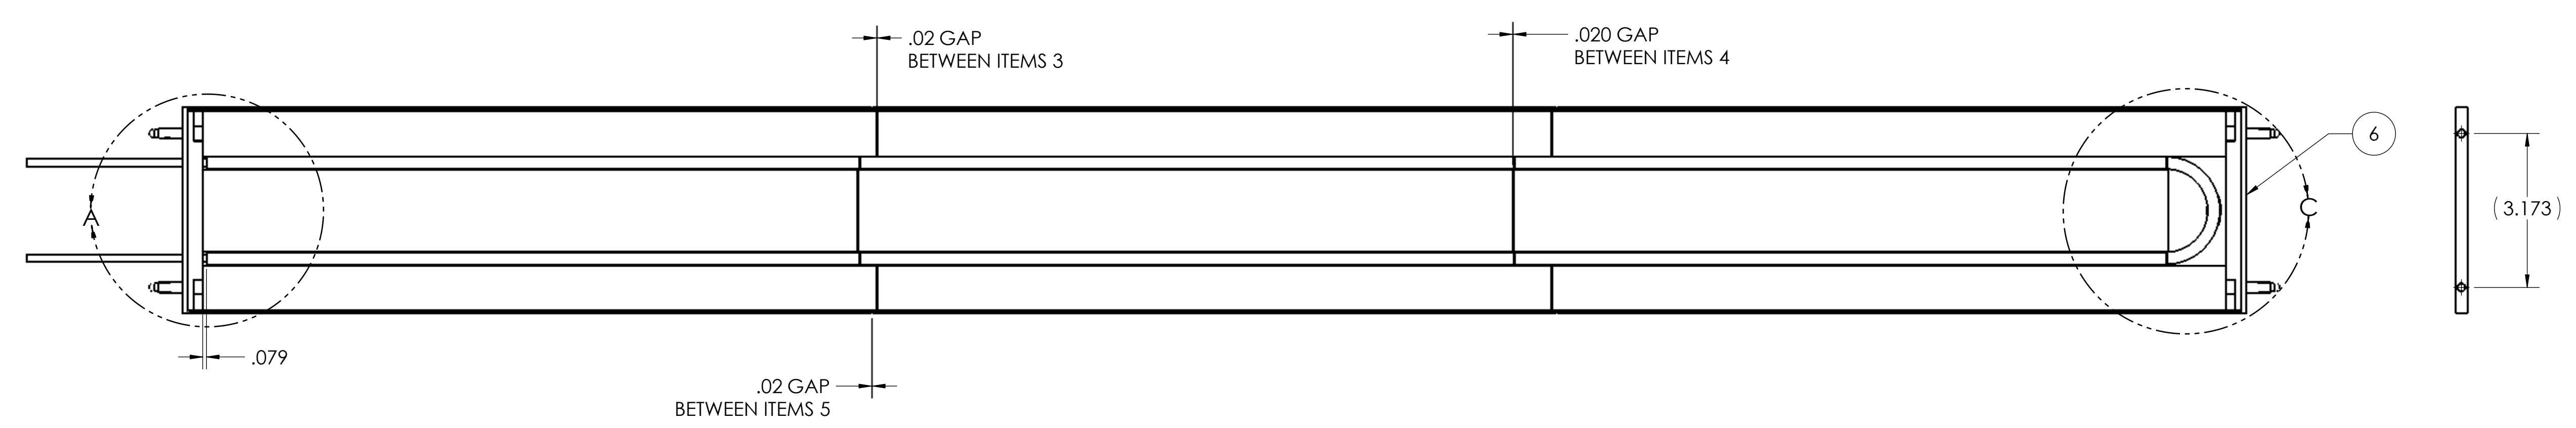 .02 GAP
BETWEEN ITEMS 3
.020 GAP
BETWEEN ITEMS 4
6
A
C
( 3.173 )
.079
.02 GAP
BETWEEN ITEMS 5